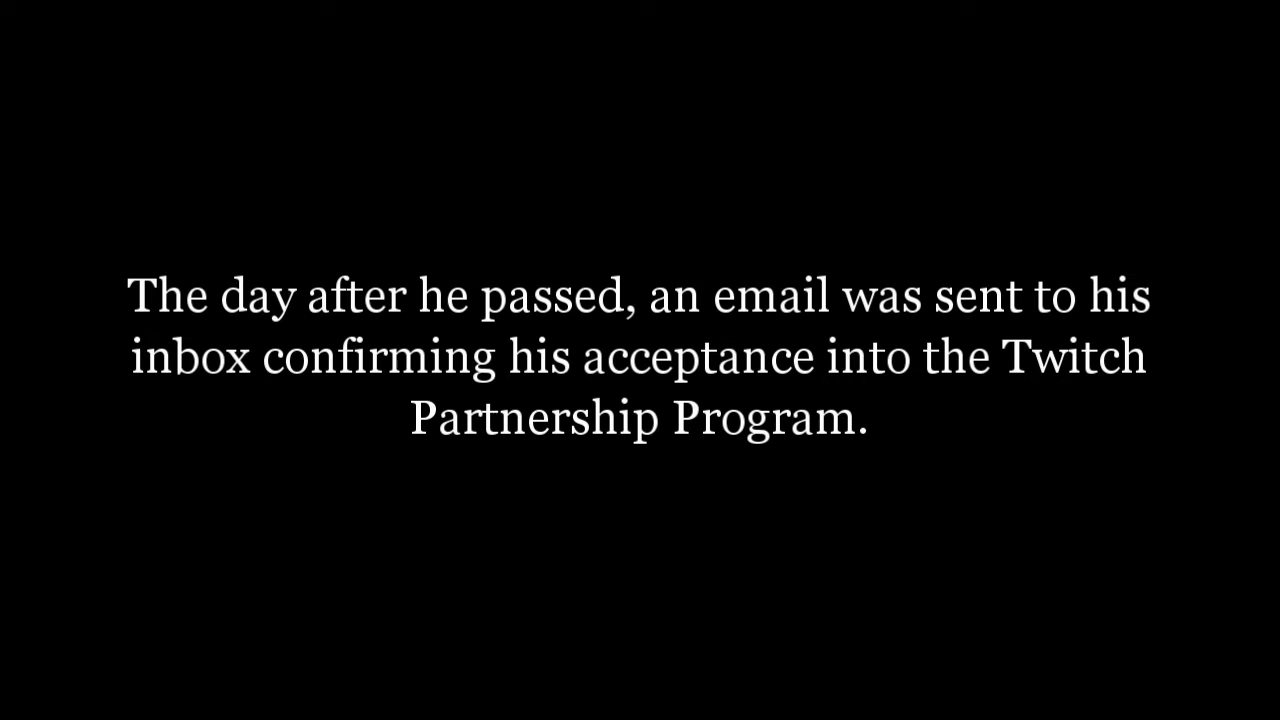 The day after he passed, an email was sent to his
inbox confirming his acceptance into the Twitch
Partnership Program.